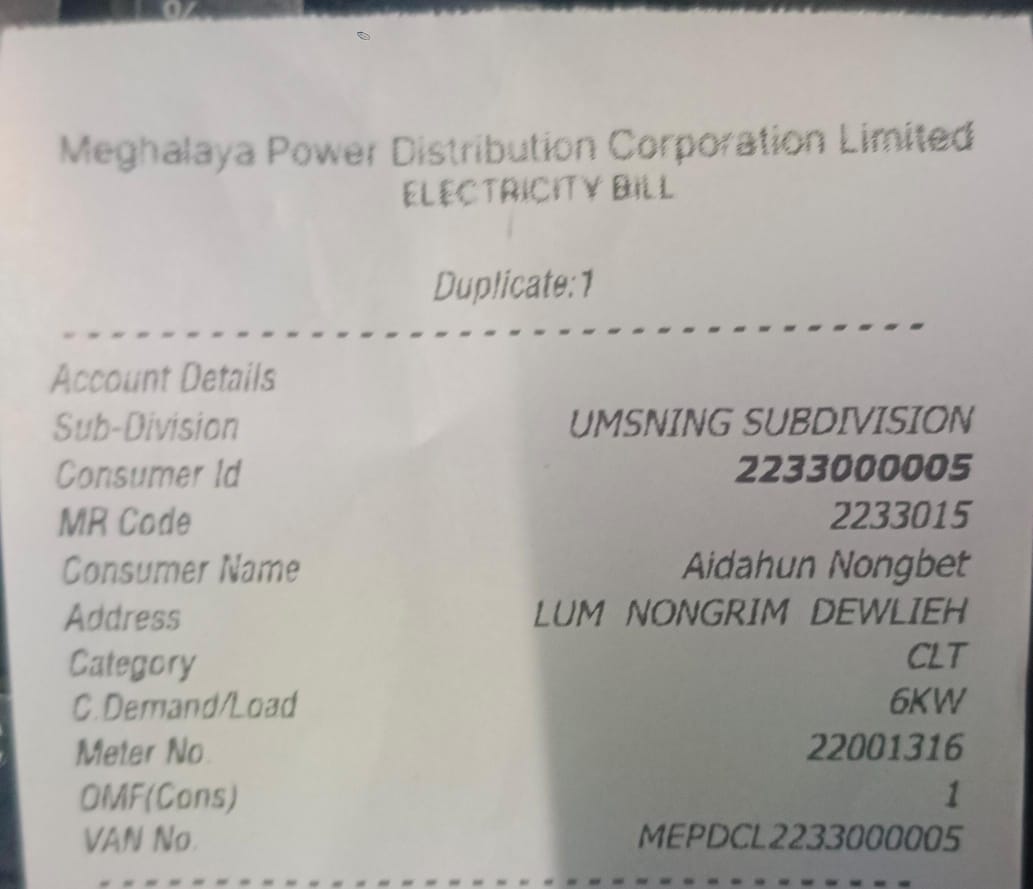 %
Meghalaya Power Distribution Corporation Limited
ELECTRICITY BILL
Duplicate:1
Account Details
Sub-Division UMSNING SUBDIVISION
Consumer Id 2233000005
MR Code 2233015
Consumer Name Aidahun Nongbet
Address LUM NONGRIM DEWLIEH
Category CLT
C.Demand/Load 6KW
Meter No. 22001316
OMF(Cons) 1
VAN No. MEPDCL2233000005